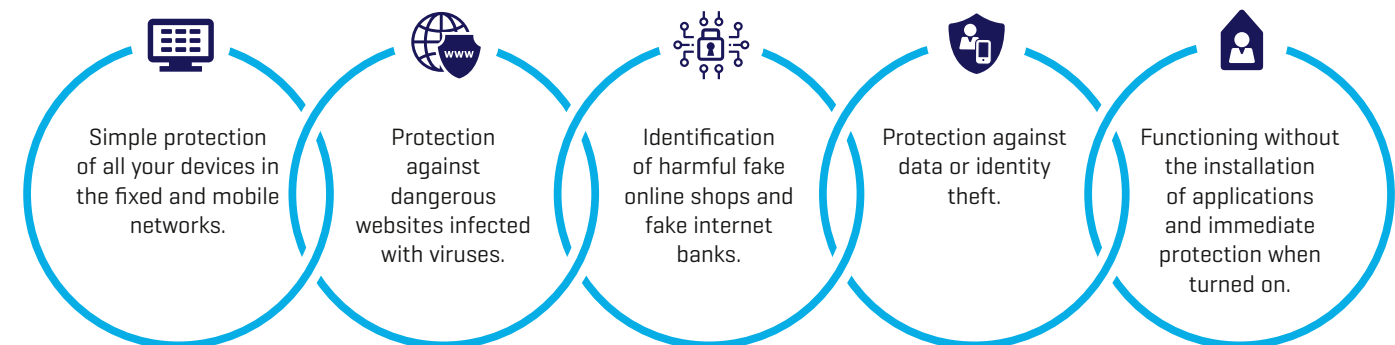 Simple protection
of all your devices in
the fixed and mobile
networks.
www
Protection
against
dangerous
websites infected
with viruses.
Identification
of harmful fake
online shops and
fake internet
banks.
Protection against
data or identity
theft.
Functioning without
the installation
of applications
and immediate
protection when
turned on.